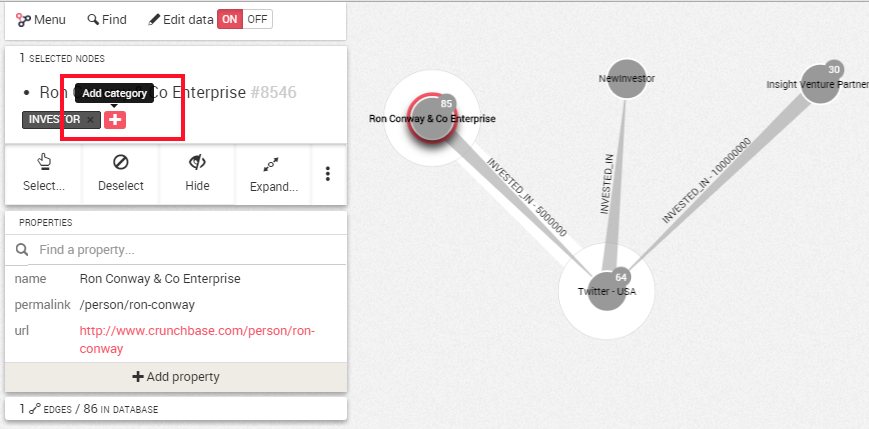 Menu Find Edit data ON OFF
1 SELECTED NODES
Ron Co Enterprise #8546
Add category
INVESTOR ×
Select... Deselect Hide Expand...
PROPERTIES
Find a property...
name Ron Conway & Co Enterprise
permalink /person/ron-conway
url http://www.crunchbase.com/person/ron-
conway
Add property
1 EDGES / 86 IN DATABASE
85
Ron Conway & Co Enterprise
NewInvestor
30
Insight Venture Partner
INVESTED_IN - 5000000
INVESTED_IN
INVESTED_IN - 100000000
64
Twitter - USA